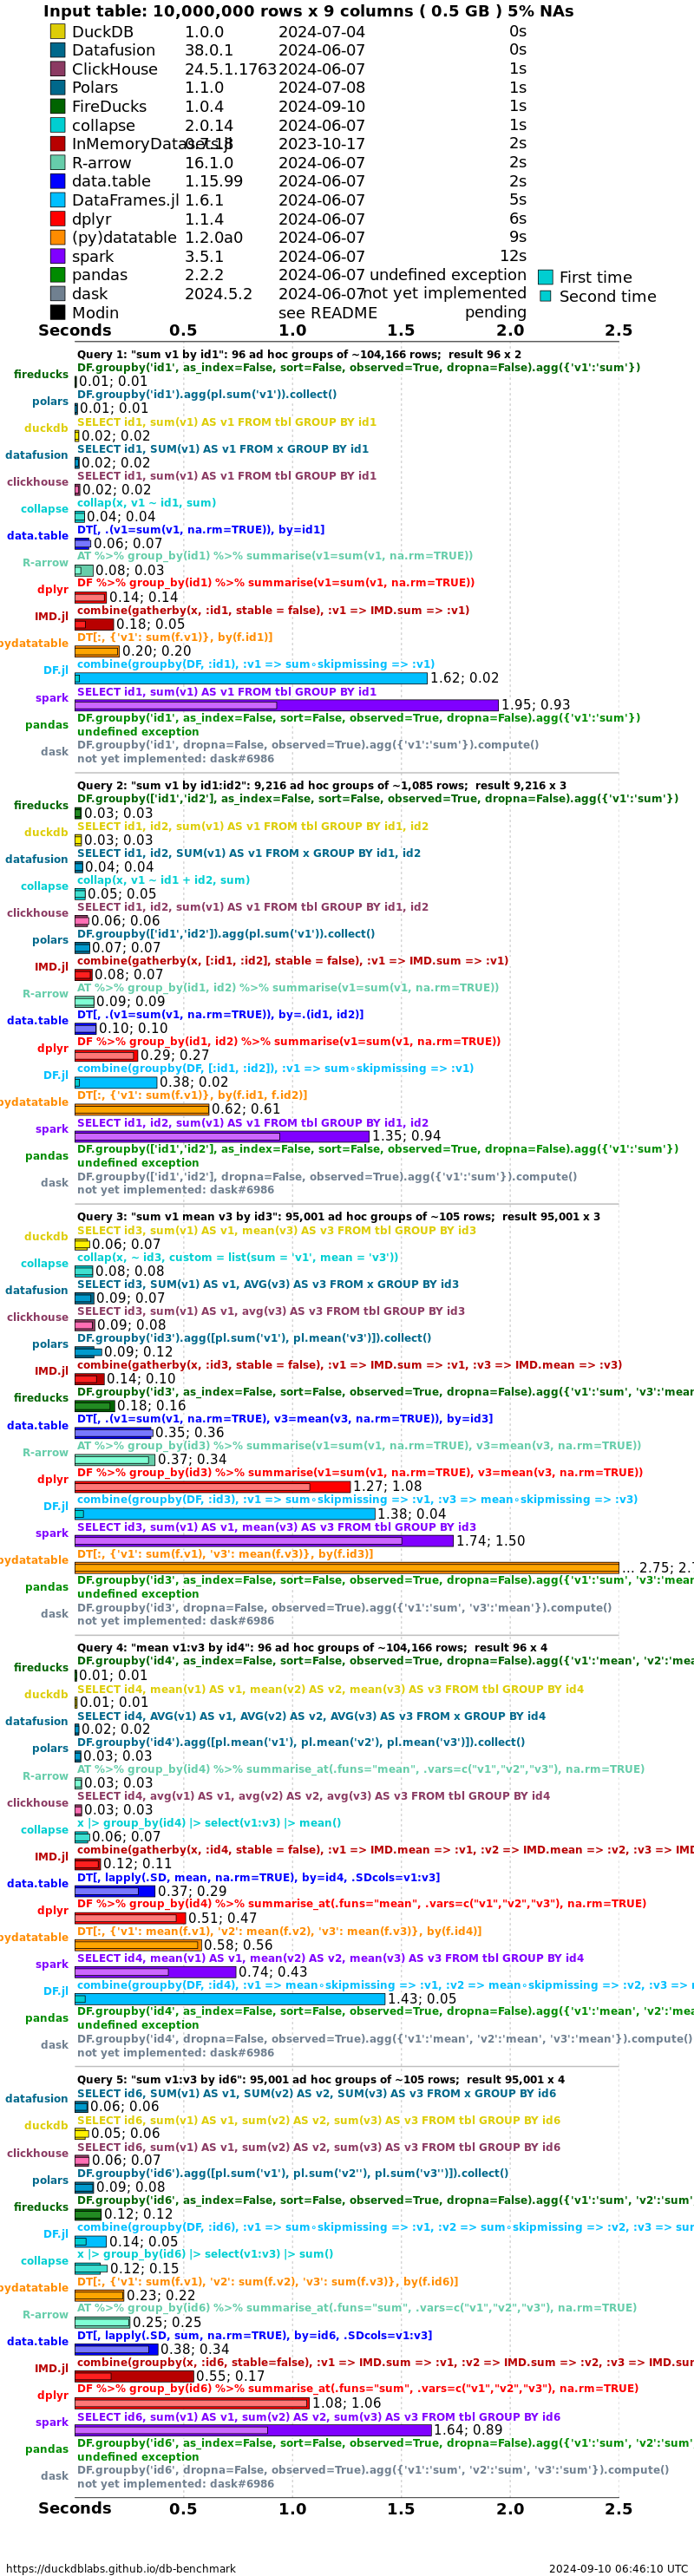 Input table: 10,000,000 rows x 9 columns ( 0.5 GB ) 5% NAs
DuckDB 1.0.0 2024-07-04 0s
Datafusion 38.0.1 2024-06-07 0s
ClickHouse 24.5.1.1763 2024-06-07 1s
Polars 1.1.0 2024-07-08 1s
FireDucks 1.0.4 2024-09-10 1s
collapse 2.0.14 2024-06-07 1s
InMemoryDatasets.jl 0.7.18 2023-10-17 2s
R-arrow 16.1.0 2024-06-07 2s
data.table 1.15.99 2024-06-07 2s
DataFrames.jl 1.6.1 2024-06-07 5s
dplyr 1.1.4 2024-06-07 6s
(py)datatable 1.2.0a0 2024-06-07 9s
spark 3.5.1 2024-06-07 12s
pandas 2.2.2 2024-06-07 undefined exception First time
dask 2024.5.2 2024-06-07 not yet implemented Second time
Modin see README pending
Seconds 0.5 1.0 1.5 2.0 2.5
Query 1: "sum v1 by id1": 96 ad hoc groups of ~104,166 rows; result 96 x 2
DF.groupby('id1', as_index=False, sort=False, observed=True, dropna=False).agg({'v1':'sum'})
fireducks 0.01; 0.01
DF.groupby('id1').agg(pl.sum('v1')).collect()
polars 0.01; 0.01
SELECT id1, sum(v1) AS v1 FROM tbl GROUP BY id1
duckdb 0.02; 0.02
SELECT id1, SUM(v1) AS v1 FROM x GROUP BY id1
datafusion 0.02; 0.02
SELECT id1, sum(v1) AS v1 FROM tbl GROUP BY id1
clickhouse 0.02; 0.02
collap(x, v1 ~ id1, sum)
collapse 0.04; 0.04
DT[, .(v1=sum(v1, na.rm=TRUE)), by=id1]
data.table 0.06; 0.07
AT %>% group_by(id1) %>% summarise(v1=sum(v1, na.rm=TRUE))
R-arrow 0.08; 0.03
DF %>% group_by(id1) %>% summarise(v1=sum(v1, na.rm=TRUE))
dplyr 0.14; 0.14
combine(gatherby(x, :id1, stable = false), :v1 => IMD.sum => :v1)
IMD.jl 0.18; 0.05
DT[:, {'v1': sum(f.v1)}, by(f.id1)]
pydatatable 0.20; 0.20
combine(groupby(DF, :id1), :v1 => sum∘skipmissing => :v1)
DF.jl 1.62; 0.02
SELECT id1, sum(v1) AS v1 FROM tbl GROUP BY id1
spark 1.95; 0.93
DF.groupby('id1', as_index=False, sort=False, observed=True, dropna=False).agg({'v1':'sum'})
pandas undefined exception
DF.groupby('id1', dropna=False, observed=True).agg({'v1':'sum'}).compute()
dask not yet implemented: dask#6986
Query 2: "sum v1 by id1:id2": 9,216 ad hoc groups of ~1,085 rows; result 9,216 x 3
DF.groupby(['id1','id2'], as_index=False, sort=False, observed=True, dropna=False).agg({'v1':'sum'})
fireducks 0.03; 0.03
SELECT id1, id2, sum(v1) AS v1 FROM tbl GROUP BY id1, id2
duckdb 0.03; 0.03
SELECT id1, id2, SUM(v1) AS v1 FROM x GROUP BY id1, id2
datafusion 0.04; 0.04
collap(x, v1 ~ id1 + id2, sum)
collapse 0.05; 0.05
SELECT id1, id2, sum(v1) AS v1 FROM tbl GROUP BY id1, id2
clickhouse 0.06; 0.06
DF.groupby(['id1','id2']).agg(pl.sum('v1')).collect()
polars 0.07; 0.07
combine(gatherby(x, [:id1, :id2], stable = false), :v1 => IMD.sum => :v1)
IMD.jl 0.08; 0.07
AT %>% group_by(id1, id2) %>% summarise(v1=sum(v1, na.rm=TRUE))
R-arrow 0.09; 0.09
DT[, .(v1=sum(v1, na.rm=TRUE)), by=.(id1, id2)]
data.table 0.10; 0.10
DF %>% group_by(id1, id2) %>% summarise(v1=sum(v1, na.rm=TRUE))
dplyr 0.29; 0.27
combine(groupby(DF, [:id1, :id2]), :v1 => sum∘skipmissing => :v1)
DF.jl 0.38; 0.02
DT[:, {'v1': sum(f.v1)}, by(f.id1, f.id2)]
pydatatable 0.62; 0.61
SELECT id1, id2, sum(v1) AS v1 FROM tbl GROUP BY id1, id2
spark 1.35; 0.94
DF.groupby(['id1','id2'], as_index=False, sort=False, observed=True, dropna=False).agg({'v1':'sum'})
pandas undefined exception
DF.groupby(['id1','id2'], dropna=False, observed=True).agg({'v1':'sum'}).compute()
dask not yet implemented: dask#6986
Query 3: "sum v1 mean v3 by id3": 95,001 ad hoc groups of ~105 rows; result 95,001 x 3
SELECT id3, sum(v1) AS v1, mean(v3) AS v3 FROM tbl GROUP BY id3
duckdb 0.06; 0.07
collap(x, ~ id3, custom = list(sum = 'v1', mean = 'v3'))
collapse 0.08; 0.08
SELECT id3, SUM(v1) AS v1, AVG(v3) AS v3 FROM x GROUP BY id3
datafusion 0.09; 0.07
SELECT id3, sum(v1) AS v1, avg(v3) AS v3 FROM tbl GROUP BY id3
clickhouse 0.09; 0.08
DF.groupby('id3').agg([pl.sum('v1'), pl.mean('v3')]).collect()
polars 0.09; 0.12
combine(gatherby(x, :id3, stable = false), :v1 => IMD.sum => :v1, :v3 => IMD.mean => :v3)
IMD.jl 0.14; 0.10
DF.groupby('id3', as_index=False, sort=False, observed=True, dropna=False).agg({'v1':'sum', 'v3':'mean
fireducks 0.18; 0.16
DT[, .(v1=sum(v1, na.rm=TRUE), v3=mean(v3, na.rm=TRUE)), by=id3]
data.table 0.35; 0.36
AT %>% group_by(id3) %>% summarise(v1=sum(v1, na.rm=TRUE), v3=mean(v3, na.rm=TRUE))
R-arrow 0.37; 0.34
DF %>% group_by(id3) %>% summarise(v1=sum(v1, na.rm=TRUE), v3=mean(v3, na.rm=TRUE))
dplyr 1.27; 1.08
combine(groupby(DF, :id3), :v1 => sum∘skipmissing => :v1, :v3 => mean∘skipmissing => :v3)
DF.jl 1.38; 0.04
SELECT id3, sum(v1) AS v1, mean(v3) AS v3 FROM tbl GROUP BY id3
spark 1.74; 1.50
DT[:, {'v1': sum(f.v1), 'v3': mean(f.v3)}, by(f.id3)]
pydatatable ... 2.75; 2.7
DF.groupby('id3', as_index=False, sort=False, observed=True, dropna=False).agg({'v1':'sum', 'v3':'mean
pandas undefined exception
DF.groupby('id3', dropna=False, observed=True).agg({'v1':'sum', 'v3':'mean'}).compute()
dask not yet implemented: dask#6986
Query 4: "mean v1:v3 by id4": 96 ad hoc groups of ~104,166 rows; result 96 x 4
DF.groupby('id4', as_index=False, sort=False, observed=True, dropna=False).agg({'v1':'mean', 'v2':'mea
fireducks 0.01; 0.01
SELECT id4, mean(v1) AS v1, mean(v2) AS v2, mean(v3) AS v3 FROM tbl GROUP BY id4
duckdb 0.01; 0.01
SELECT id4, AVG(v1) AS v1, AVG(v2) AS v2, AVG(v3) AS v3 FROM x GROUP BY id4
datafusion 0.02; 0.02
DF.groupby('id4').agg([pl.mean('v1'), pl.mean('v2'), pl.mean('v3')]).collect()
polars 0.03; 0.03
AT %>% group_by(id4) %>% summarise_at(.funs="mean", .vars=c("v1","v2","v3"), na.rm=TRUE)
R-arrow 0.03; 0.03
SELECT id4, avg(v1) AS v1, avg(v2) AS v2, avg(v3) AS v3 FROM tbl GROUP BY id4
clickhouse 0.03; 0.03
x |> group_by(id4) |> select(v1:v3) |> mean()
collapse 0.06; 0.07
combine(gatherby(x, :id4, stable = false), :v1 => IMD.mean => :v1, :v2 => IMD.mean => :v2, :v3 => IMD
IMD.jl 0.12; 0.11
DT[, lapply(.SD, mean, na.rm=TRUE), by=id4, .SDcols=v1:v3]
data.table 0.37; 0.29
DF %>% group_by(id4) %>% summarise_at(.funs="mean", .vars=c("v1","v2","v3"), na.rm=TRUE)
dplyr 0.51; 0.47
DT[:, {'v1': mean(f.v1), 'v2': mean(f.v2), 'v3': mean(f.v3)}, by(f.id4)]
pydatatable 0.58; 0.56
SELECT id4, mean(v1) AS v1, mean(v2) AS v2, mean(v3) AS v3 FROM tbl GROUP BY id4
spark 0.74; 0.43
combine(groupby(DF, :id4), :v1 => mean∘skipmissing => :v1, :v2 => mean∘skipmissing => :v2, :v3 => m
DF.jl 1.43; 0.05
DF.groupby('id4', as_index=False, sort=False, observed=True, dropna=False).agg({'v1':'mean', 'v2':'mea
pandas undefined exception
DF.groupby('id4', dropna=False, observed=True).agg({'v1':'mean', 'v2':'mean', 'v3':'mean'}).compute()
dask not yet implemented: dask#6986
Query 5: "sum v1:v3 by id6": 95,001 ad hoc groups of ~105 rows; result 95,001 x 4
SELECT id6, SUM(v1) AS v1, SUM(v2) AS v2, SUM(v3) AS v3 FROM x GROUP BY id6
datafusion 0.06; 0.06
SELECT id6, sum(v1) AS v1, sum(v2) AS v2, sum(v3) AS v3 FROM tbl GROUP BY id6
duckdb 0.05; 0.06
SELECT id6, sum(v1) AS v1, sum(v2) AS v2, sum(v3) AS v3 FROM tbl GROUP BY id6
clickhouse 0.06; 0.07
DF.groupby('id6').agg([pl.sum('v1'), pl.sum('v2''), pl.sum('v3'')]).collect()
polars 0.09; 0.08
DF.groupby('id6', as_index=False, sort=False, observed=True, dropna=False).agg({'v1':'sum', 'v2':'sum'
fireducks 0.12; 0.12
combine(groupby(DF, :id6), :v1 => sum∘skipmissing => :v1, :v2 => sum∘skipmissing => :v2, :v3 => sum
DF.jl 0.14; 0.05
x |> group_by(id6) |> select(v1:v3) |> sum()
collapse 0.12; 0.15
DT[:, {'v1': sum(f.v1), 'v2': sum(f.v2), 'v3': sum(f.v3)}, by(f.id6)]
pydatatable 0.23; 0.22
AT %>% group_by(id6) %>% summarise_at(.funs="sum", .vars=c("v1","v2","v3"), na.rm=TRUE)
R-arrow 0.25; 0.25
DT[, lapply(.SD, sum, na.rm=TRUE), by=id6, .SDcols=v1:v3]
data.table 0.38; 0.34
combine(groupby(x, :id6, stable=false), :v1 => IMD.sum => :v1, :v2 => IMD.sum => :v2, :v3 => IMD.sum
IMD.jl 0.55; 0.17
DF %>% group_by(id6) %>% summarise_at(.funs="sum", .vars=c("v1","v2","v3"), na.rm=TRUE)
dplyr 1.08; 1.06
SELECT id6, sum(v1) AS v1, sum(v2) AS v2, sum(v3) AS v3 FROM tbl GROUP BY id6
spark 1.64; 0.89
DF.groupby('id6', as_index=False, sort=False, observed=True, dropna=False).agg({'v1':'sum', 'v2':'sum'
pandas undefined exception
DF.groupby('id6', dropna=False, observed=True).agg({'v1':'sum', 'v2':'sum', 'v3':'sum'}).compute()
dask not yet implemented: dask#6986
Seconds 0.5 1.0 1.5 2.0 2.5
https://duckdblabs.github.io/db-benchmark 2024-09-10 06:46:10 UTC